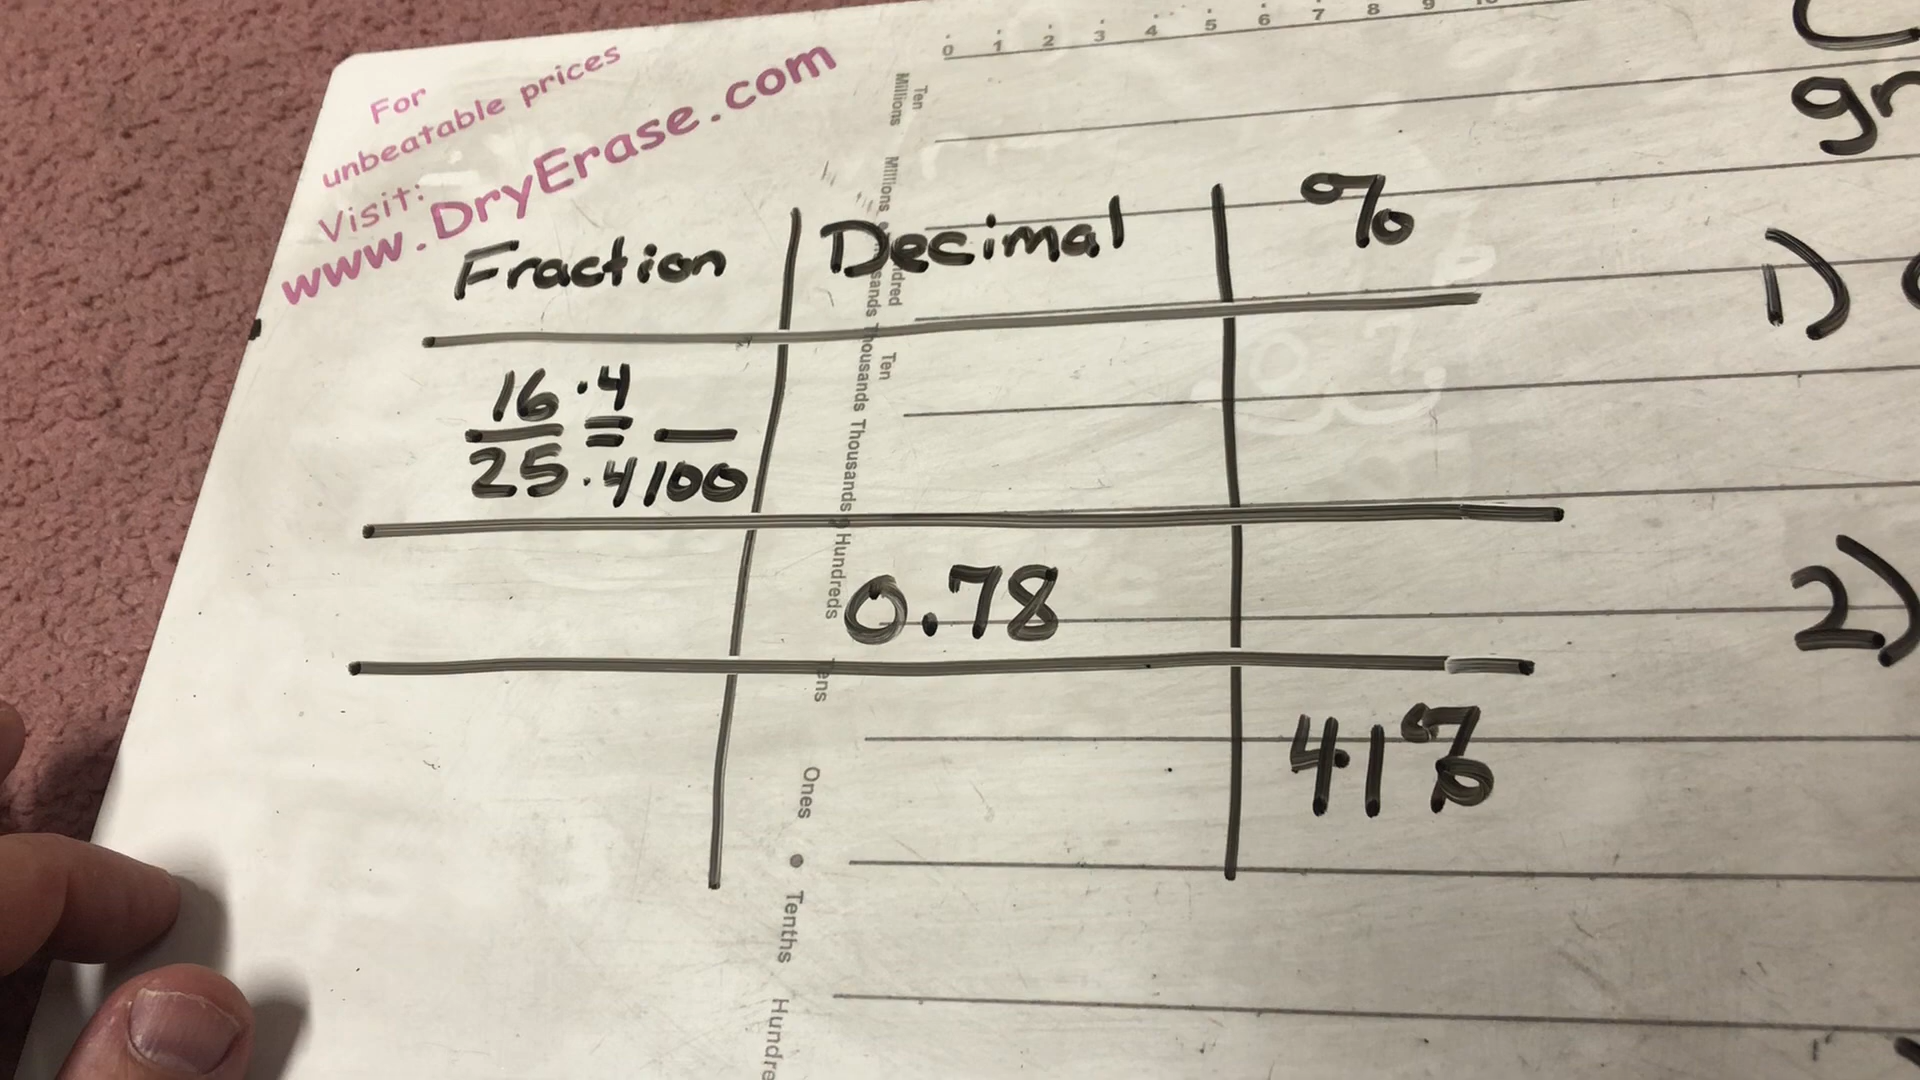 For
unbeatable prices
Visit:
www.DryErase.com
0 1 2 3 4 5 6 7 8 9 10
Ten Millions
Millions
Ten Thousands
Thousands
Hundreds
Tens
Ones
Tenths
Fraction Decimal %
16 · 4
— = —
25 · 4 100
0.78
41%
1)
2)